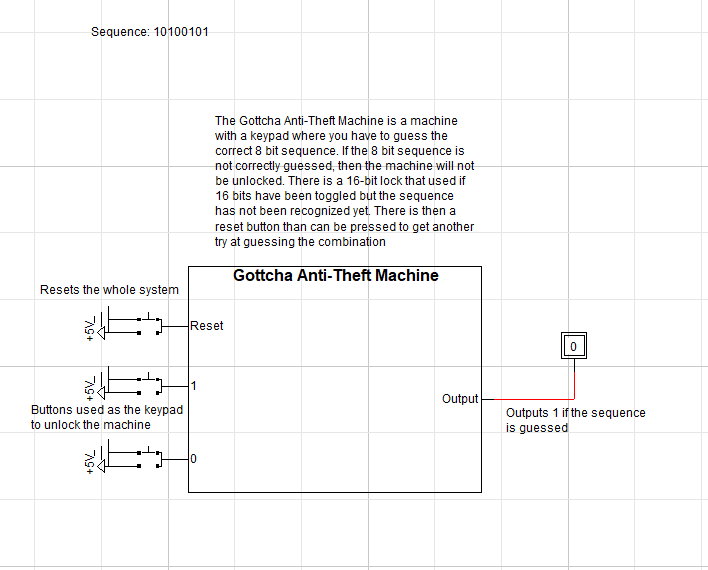 Sequence: 10100101
The Gottcha Anti-Theft Machine is a machine
with a keypad where you have to guess the
correct 8 bit sequence. If the 8 bit sequence is
not correctly guessed, then the machine will not
be unlocked. There is a 16-bit lock that used if
16 bits have been toggled but the sequence
has not been recognized yet. There is then a
reset button than can be pressed to get another
try at guessing the combination
Gottcha Anti-Theft Machine
Resets the whole system
+5V
Reset
0
+5V
1
Buttons used as the keypad
to unlock the machine
Output
Outputs 1 if the sequence
is guessed
+5V
0